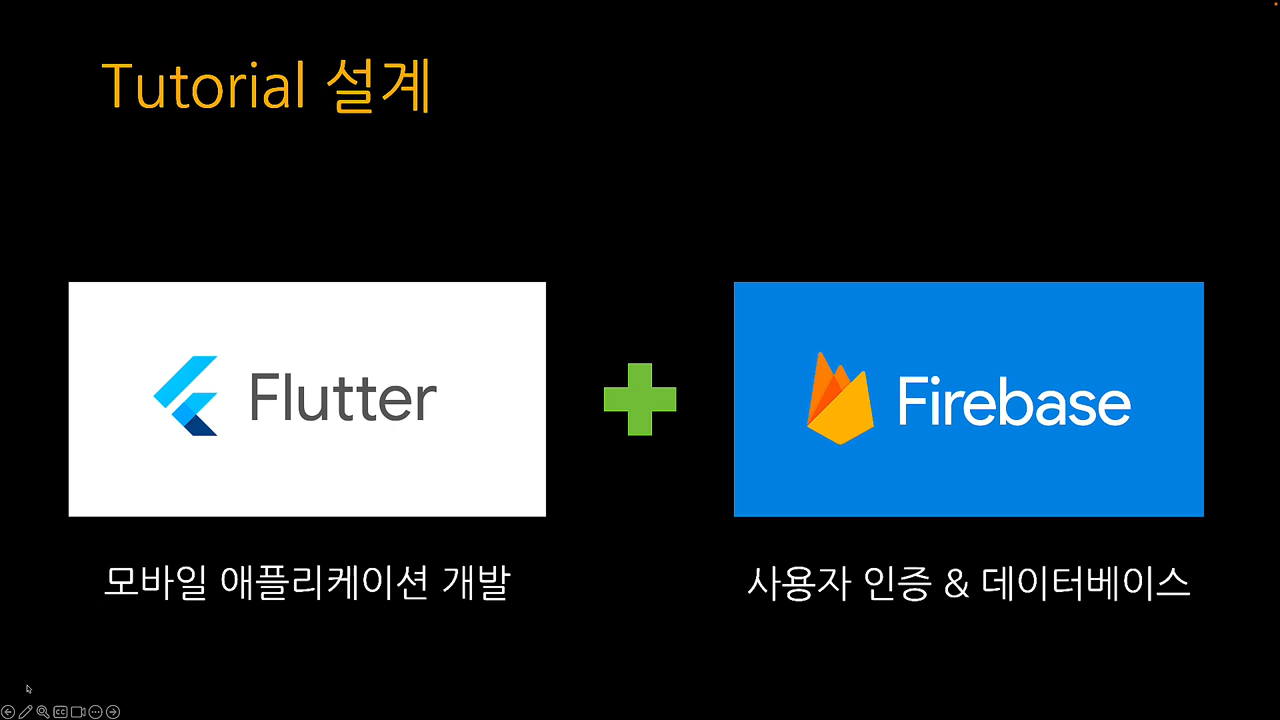 Tutorial 설계
Flutter
Firebase
모바일 애플리케이션 개발
사용자 인증 & 데이터베이스